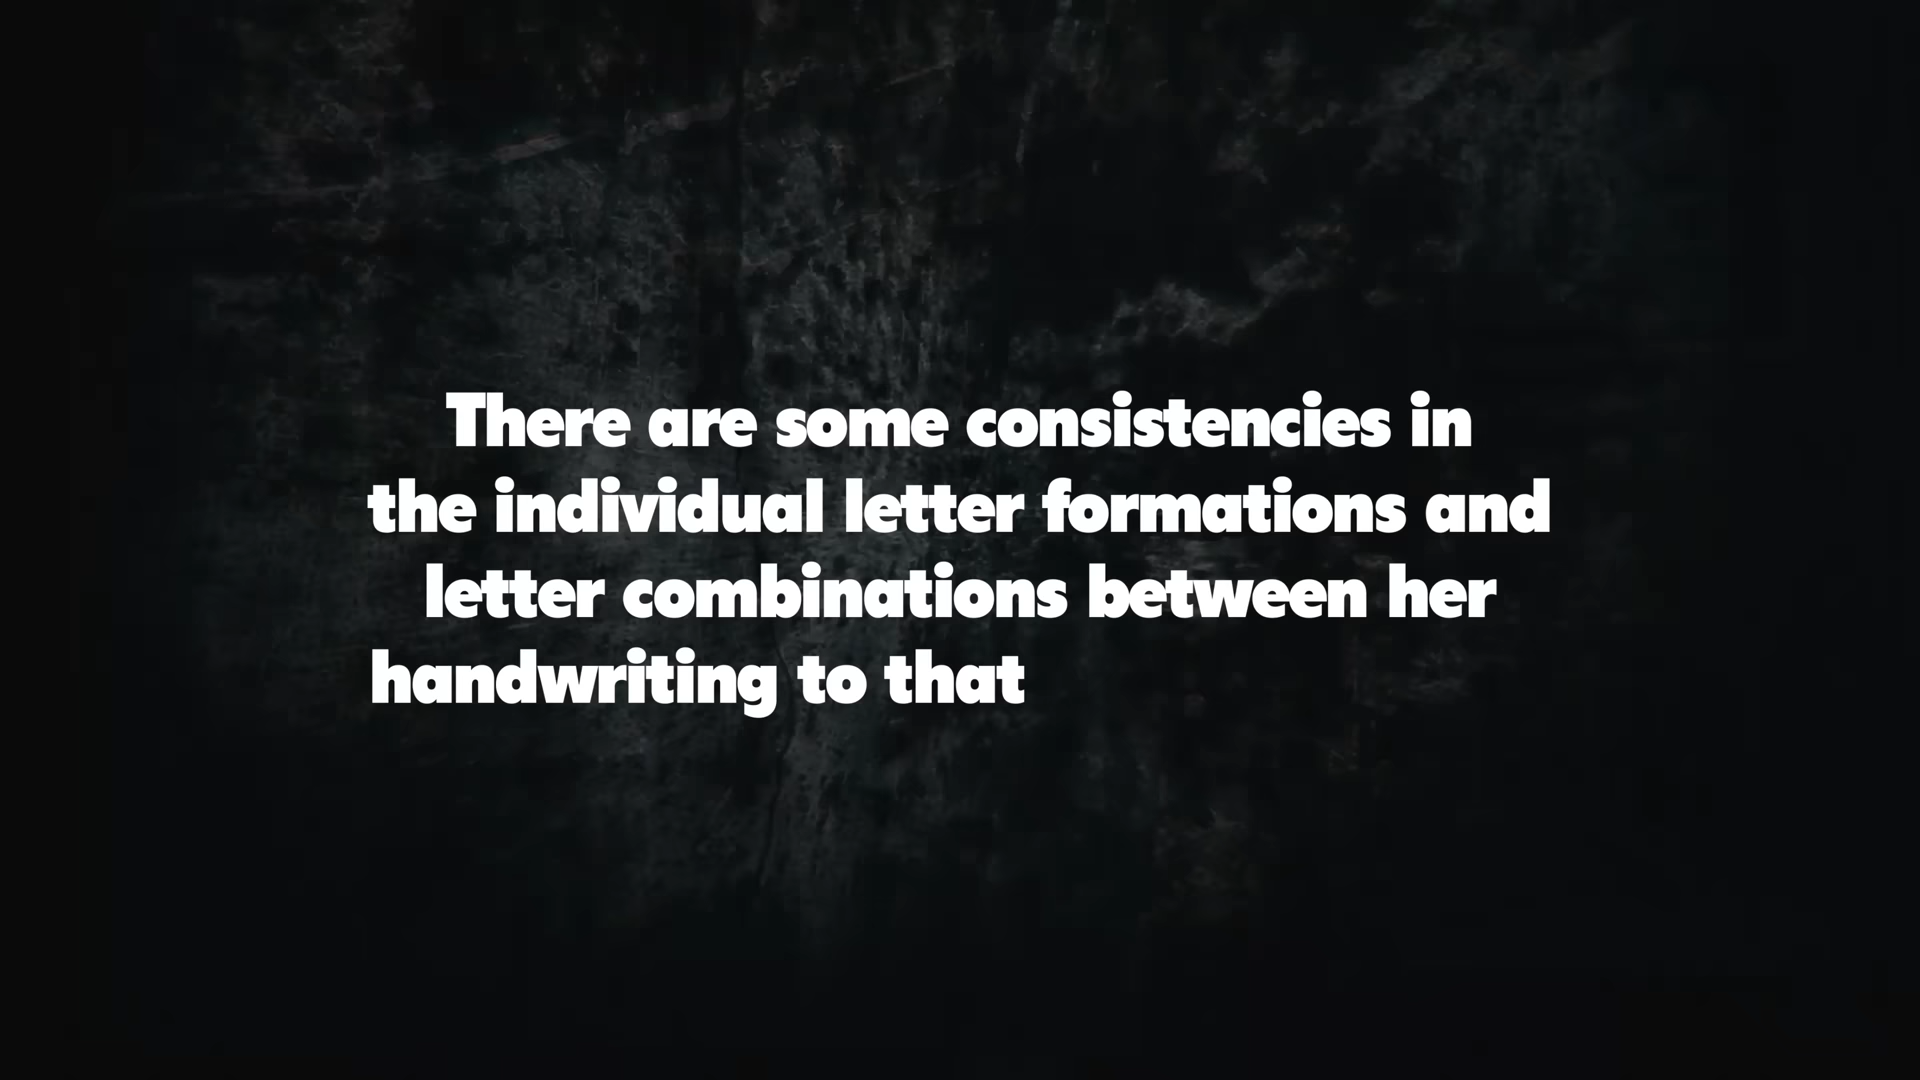 There are some consistencies in
the individual letter formations and
letter combinations between her
handwriting to that